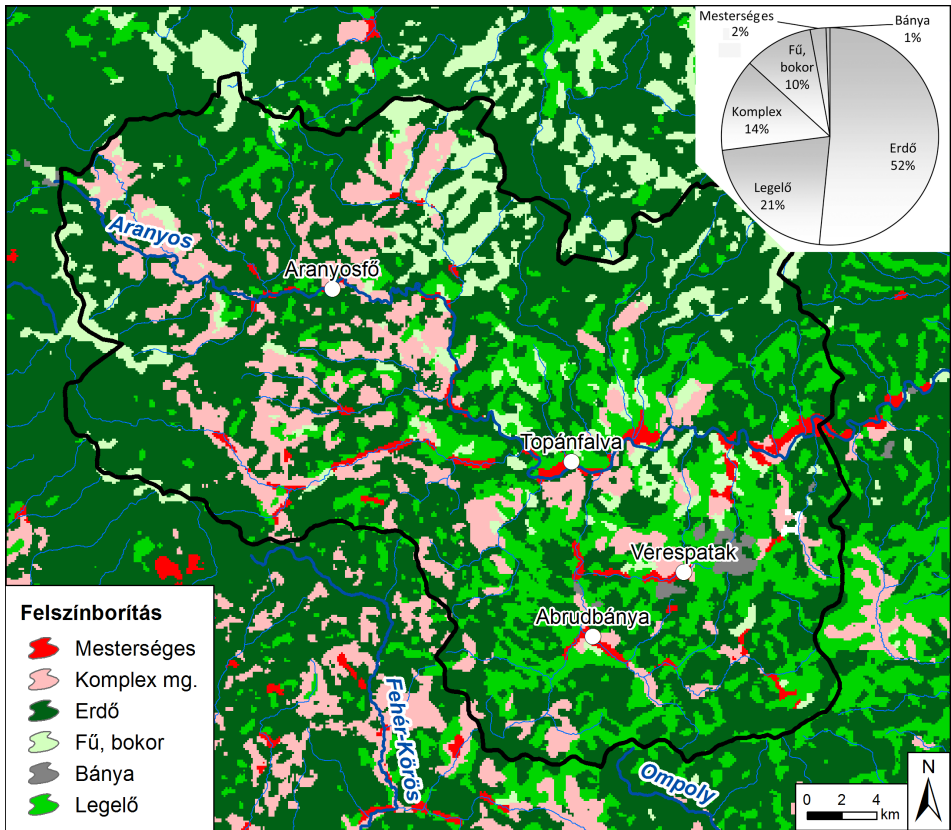 Mesterséges
2%
Bánya
1%
Fű,
bokor
10%
Komplex
14%
Erdő
52%
Legelő
21%
Aranyos
Aranyosfő
Topánfalva
Verespatak
Abrudbánya
Fehér-Körös
Ompoly
Felszínborítás
Mesterséges
Komplex mg.
Erdő
Fű, bokor
Bánya
Legelő
N
0 2 4
km